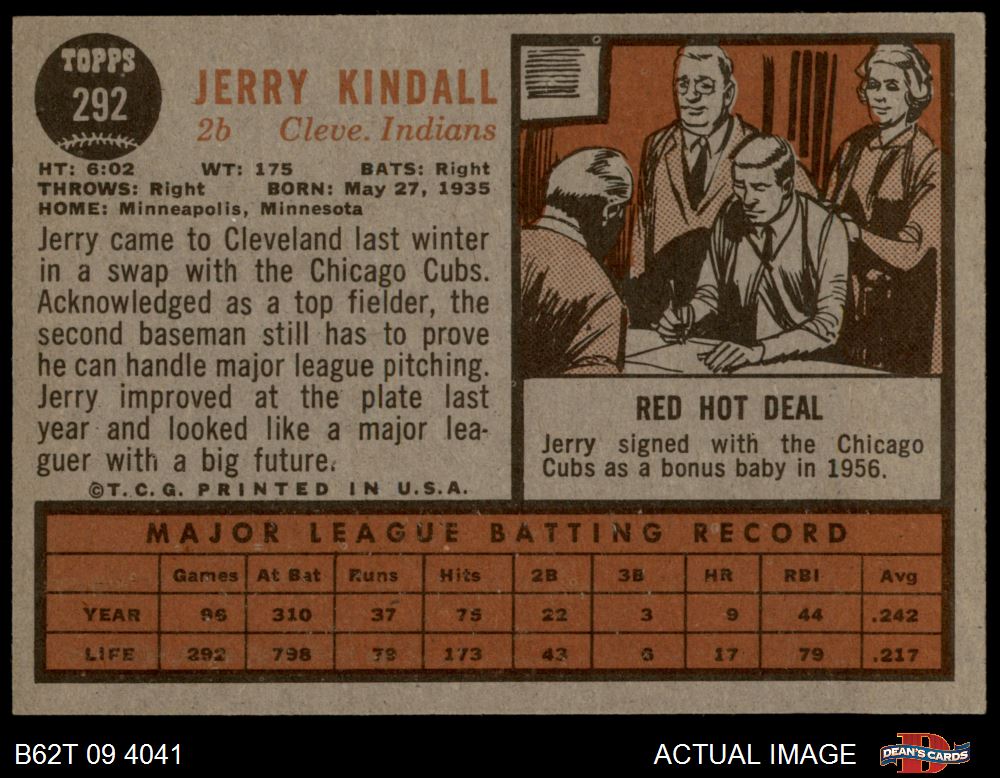 TOPPS
292
JERRY KINDALL
2b Cleve. Indians
HT: 6:02 WT: 175 BATS: Right
THROWS: Right BORN: May 27, 1935
HOME: Minneapolis, Minnesota
Jerry came to Cleveland last winter
in a swap with the Chicago Cubs.
Acknowledged as a top fielder, the
second baseman still has to prove
he can handle major league pitching.
Jerry improved at the plate last
year and looked like a major lea-
guer with a big future.
©T.C.G. PRINTED IN U.S.A.
RED HOT DEAL
Jerry signed with the Chicago
Cubs as a bonus baby in 1956.
MAJOR LEAGUE BATTING RECORD
Games At Bat Runs Hits 2B 3B HR RBI Avg
YEAR 96 310 37 75 22 3 9 44 .242
LIFE 292 798 79 173 43 6 17 79 .217
B62T 09 4041
ACTUAL IMAGE
DEAN'S CARDS